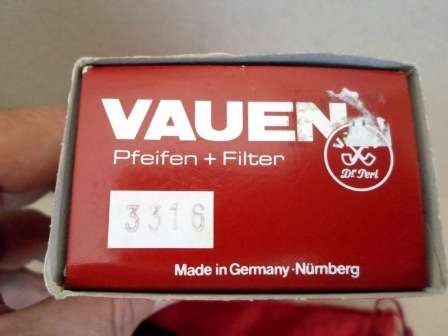 VAUEN
Pfeifen + Filter
Dr. Perl
3316
Made in Germany · Nürnberg